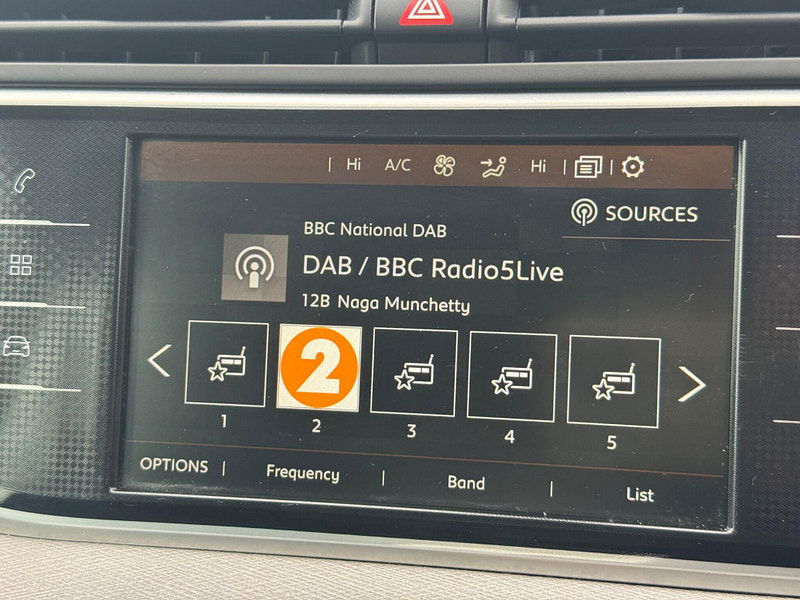 Hi A/C Hi
SOURCES
BBC National DAB
DAB / BBC Radio5Live
12B Naga Munchetty
2
1 2 3 4 5
OPTIONS Frequency Band List